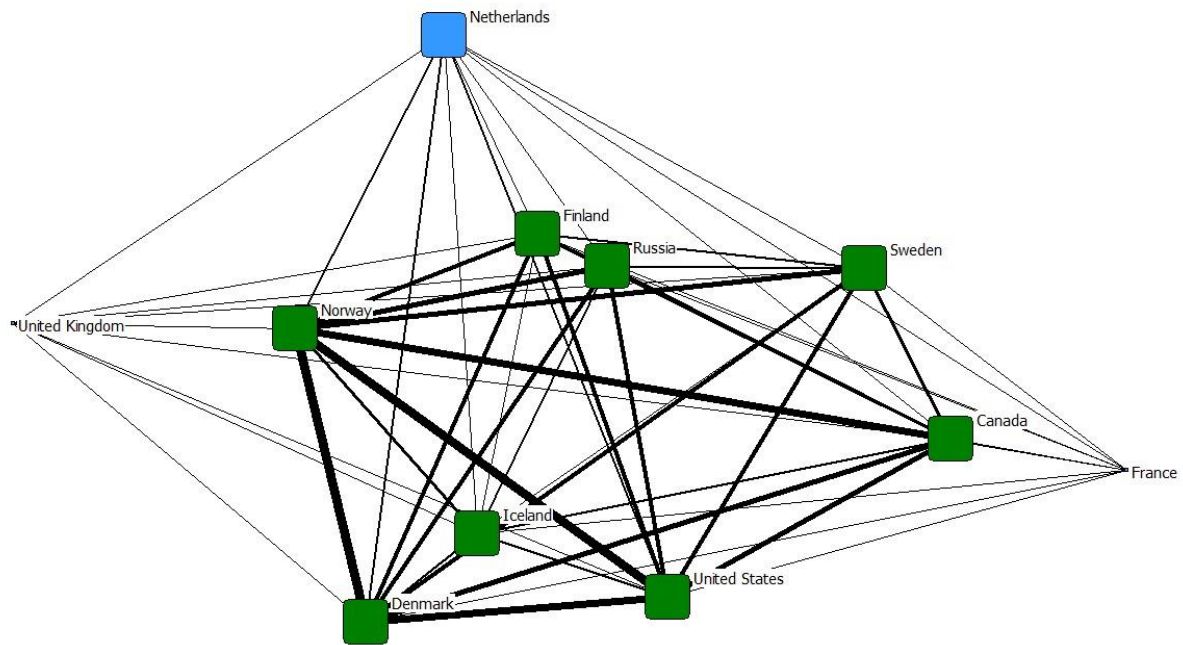 Netherlands
Finland
Russia
Sweden
Norway
United Kingdom
Canada
France
Iceland
United States
Denmark